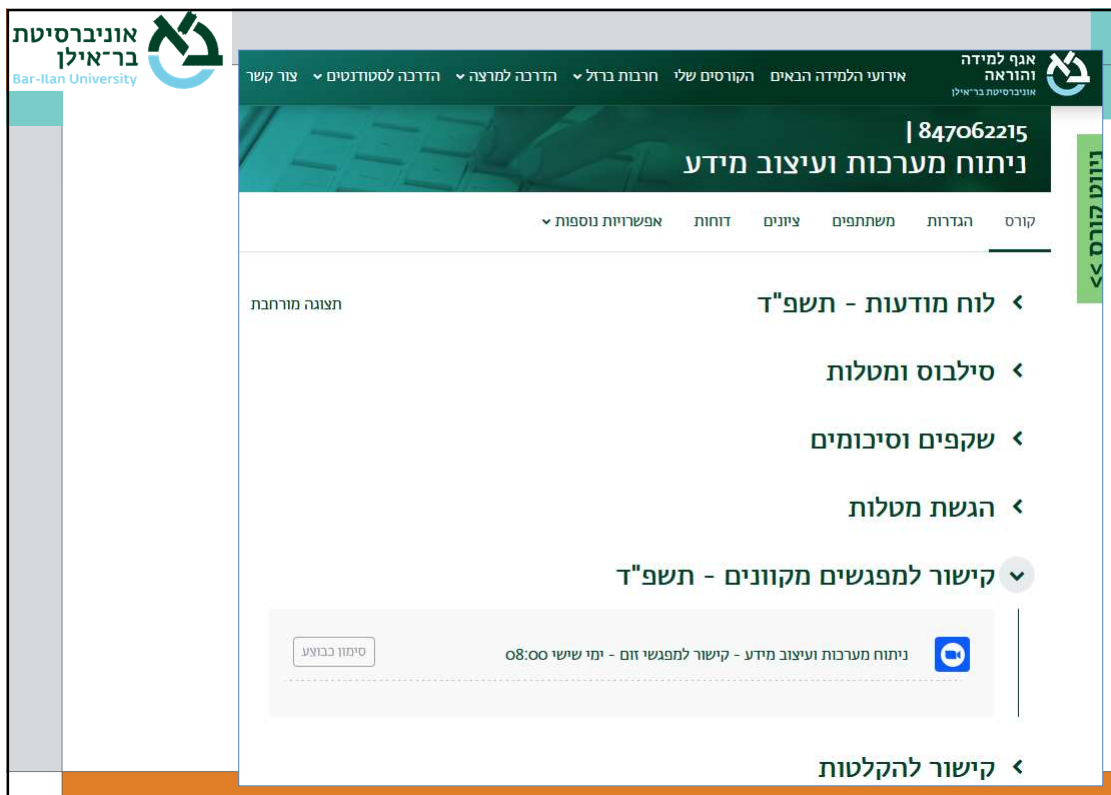 אוניברסיטת
בר־אילן
Bar-Ilan University
אגף למידה
והוראה
אוניברסיטת בר־אילן
אירועי הלמידה הבאים הקורסים שלי חרבות ברזל הדרכה למרצה הדרכה לסטודנטים צור קשר
847062215 |
ניתוח מערכות ועיצוב מידע
ניווט קורס >>
קורס הגדרות משתתפים ציונים דוחות אפשרויות נוספות
לוח מודעות - תשפ"ד
תצוגה מורחבת
סילבוס ומטלות
שקפים וסיכומים
הגשת מטלות
קישור למפגשים מקוונים - תשפ"ד
ניתוח מערכות ועיצוב מידע - קישור למפגשי זום - ימי שישי 08:00
סימון כבוצע
קישור להקלטות